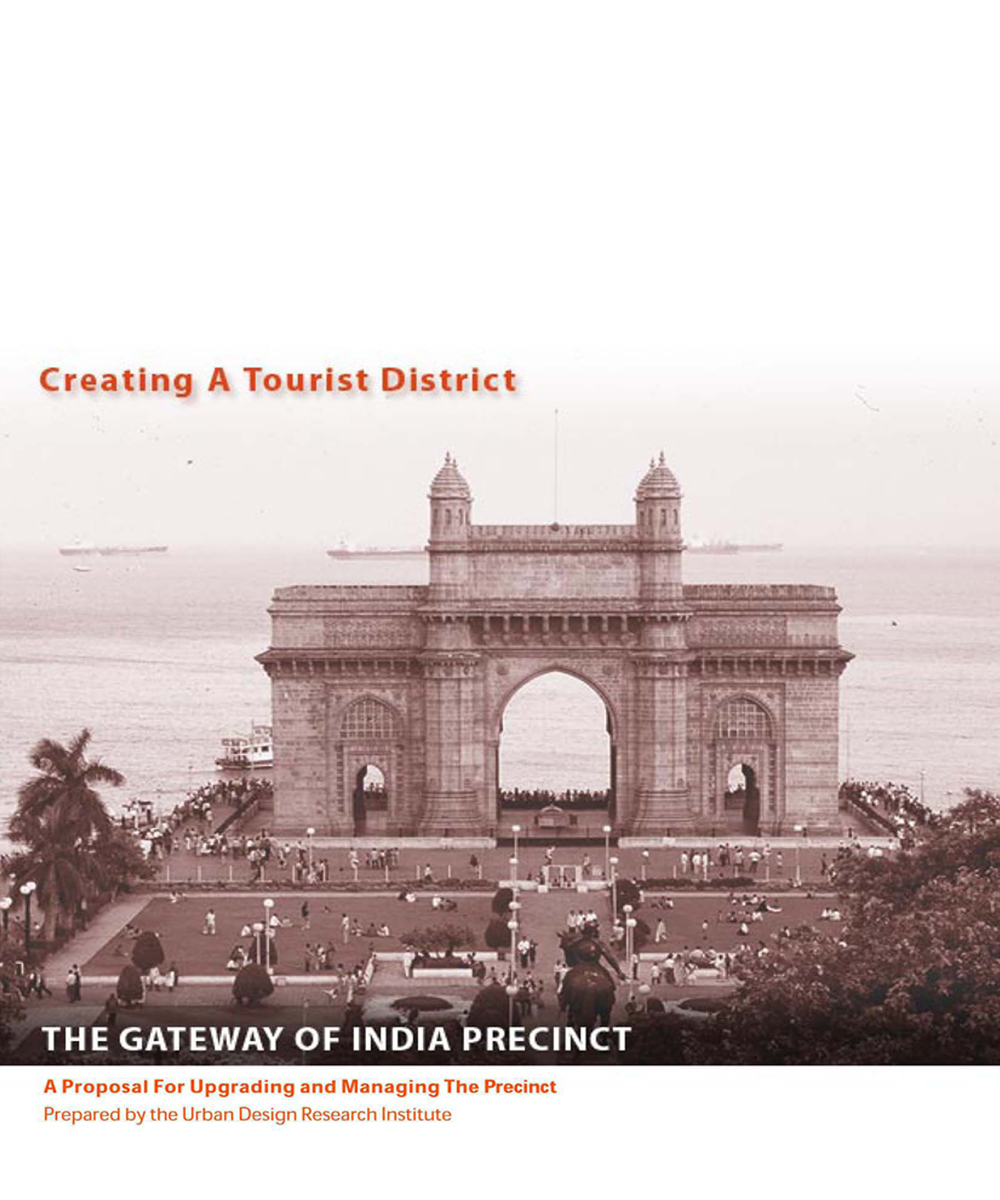 Creating A Tourist District
THE GATEWAY OF INDIA PRECINCT
A Proposal For Upgrading and Managing The Precinct
Prepared by the Urban Design Research Institute